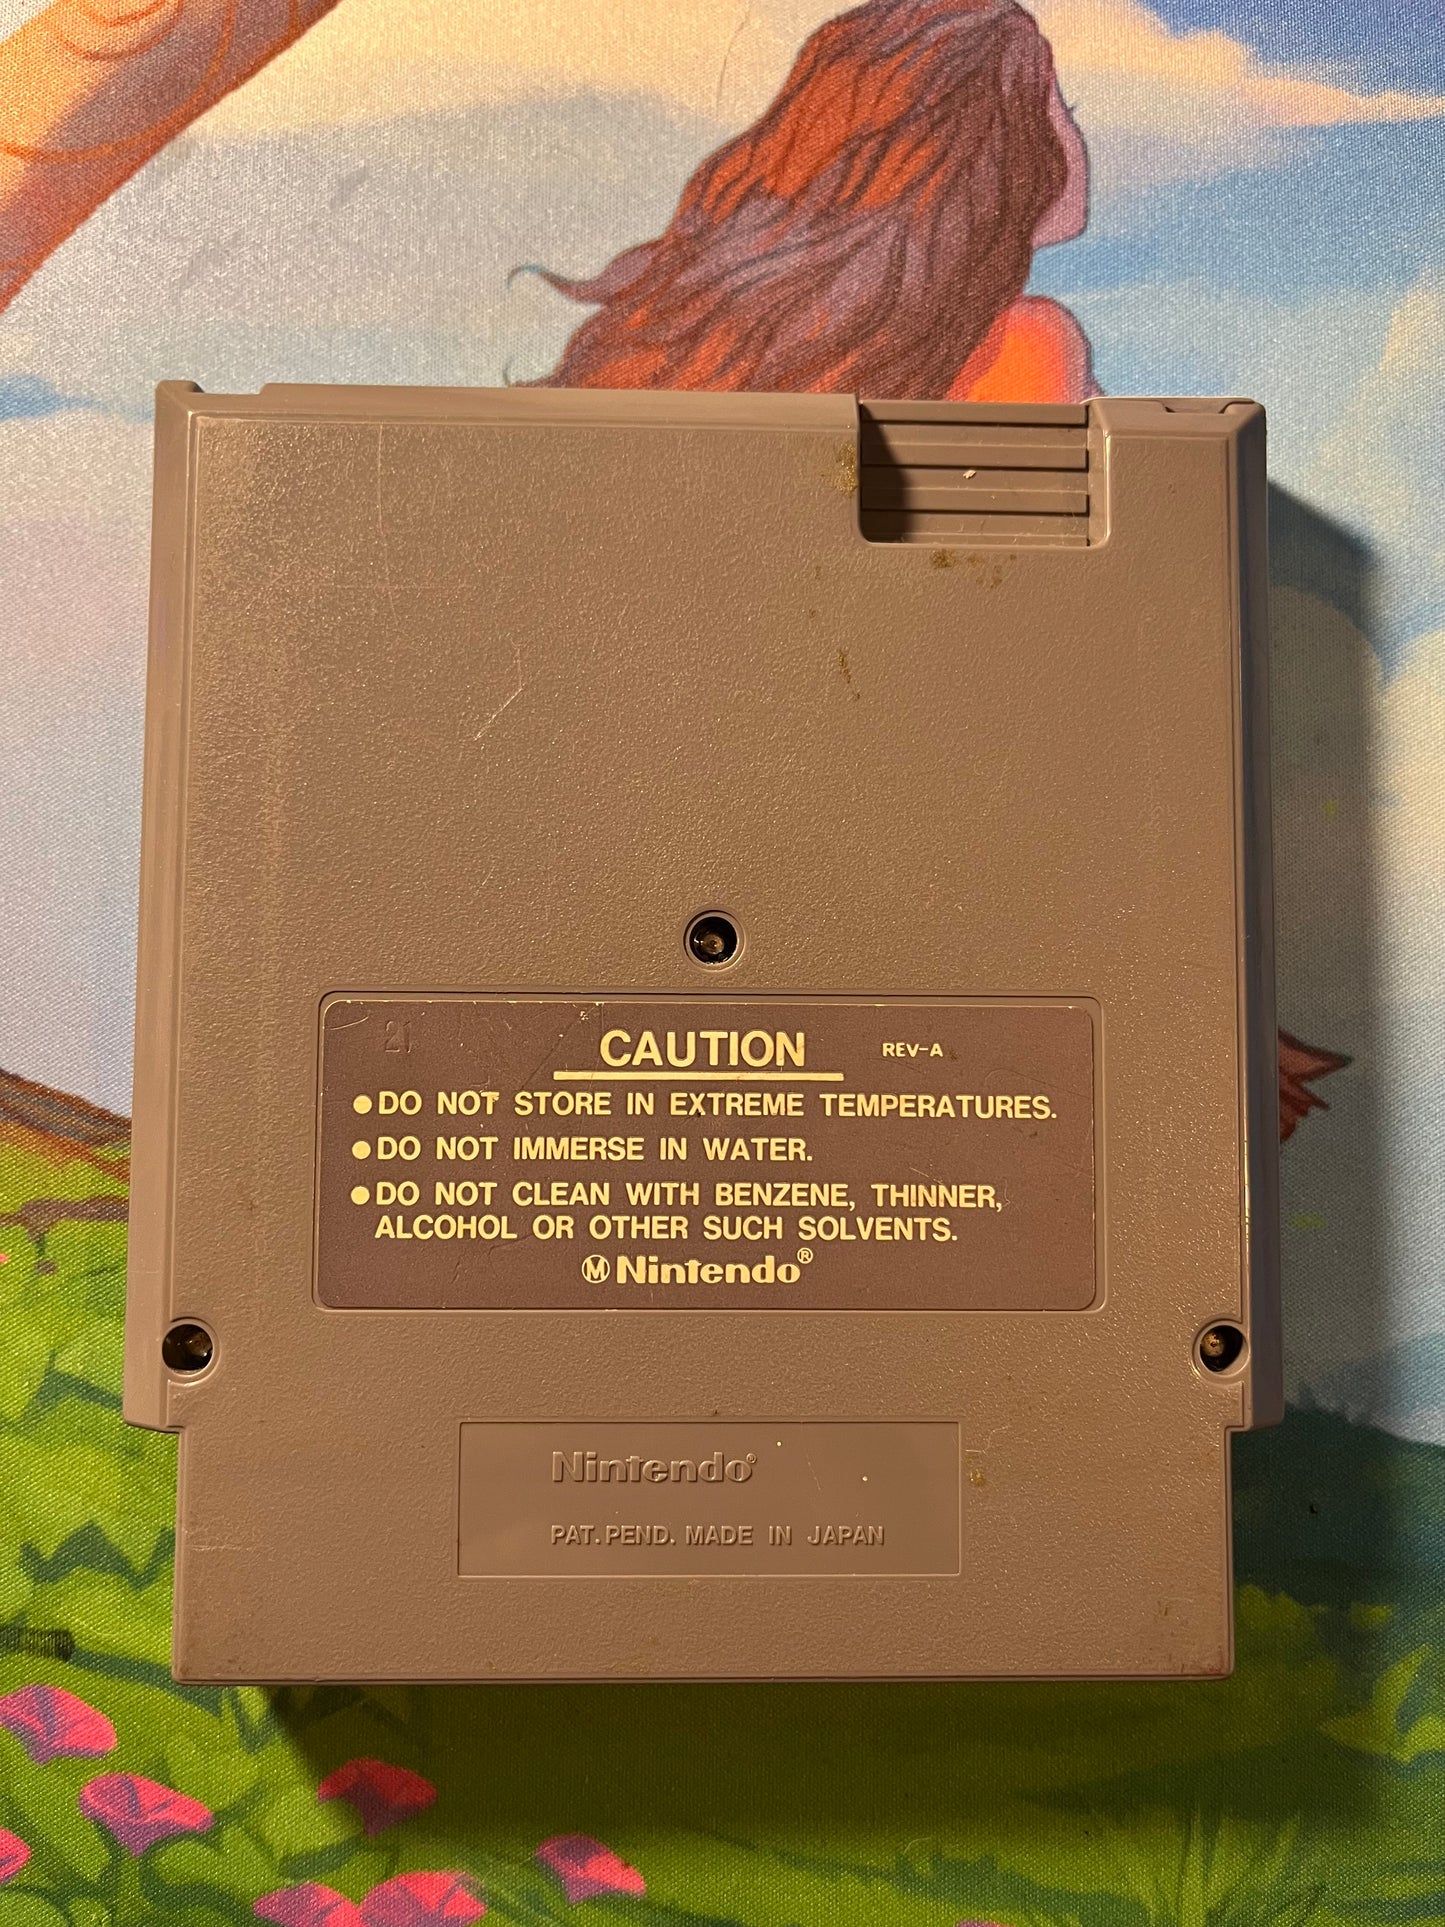 21
CAUTION REV-A
●DO NOT STORE IN EXTREME TEMPERATURES.
●DO NOT IMMERSE IN WATER.
●DO NOT CLEAN WITH BENZENE, THINNER,
ALCOHOL OR OTHER SUCH SOLVENTS.
Ⓜ Nintendo®
Nintendo®
PAT. PEND. MADE IN JAPAN